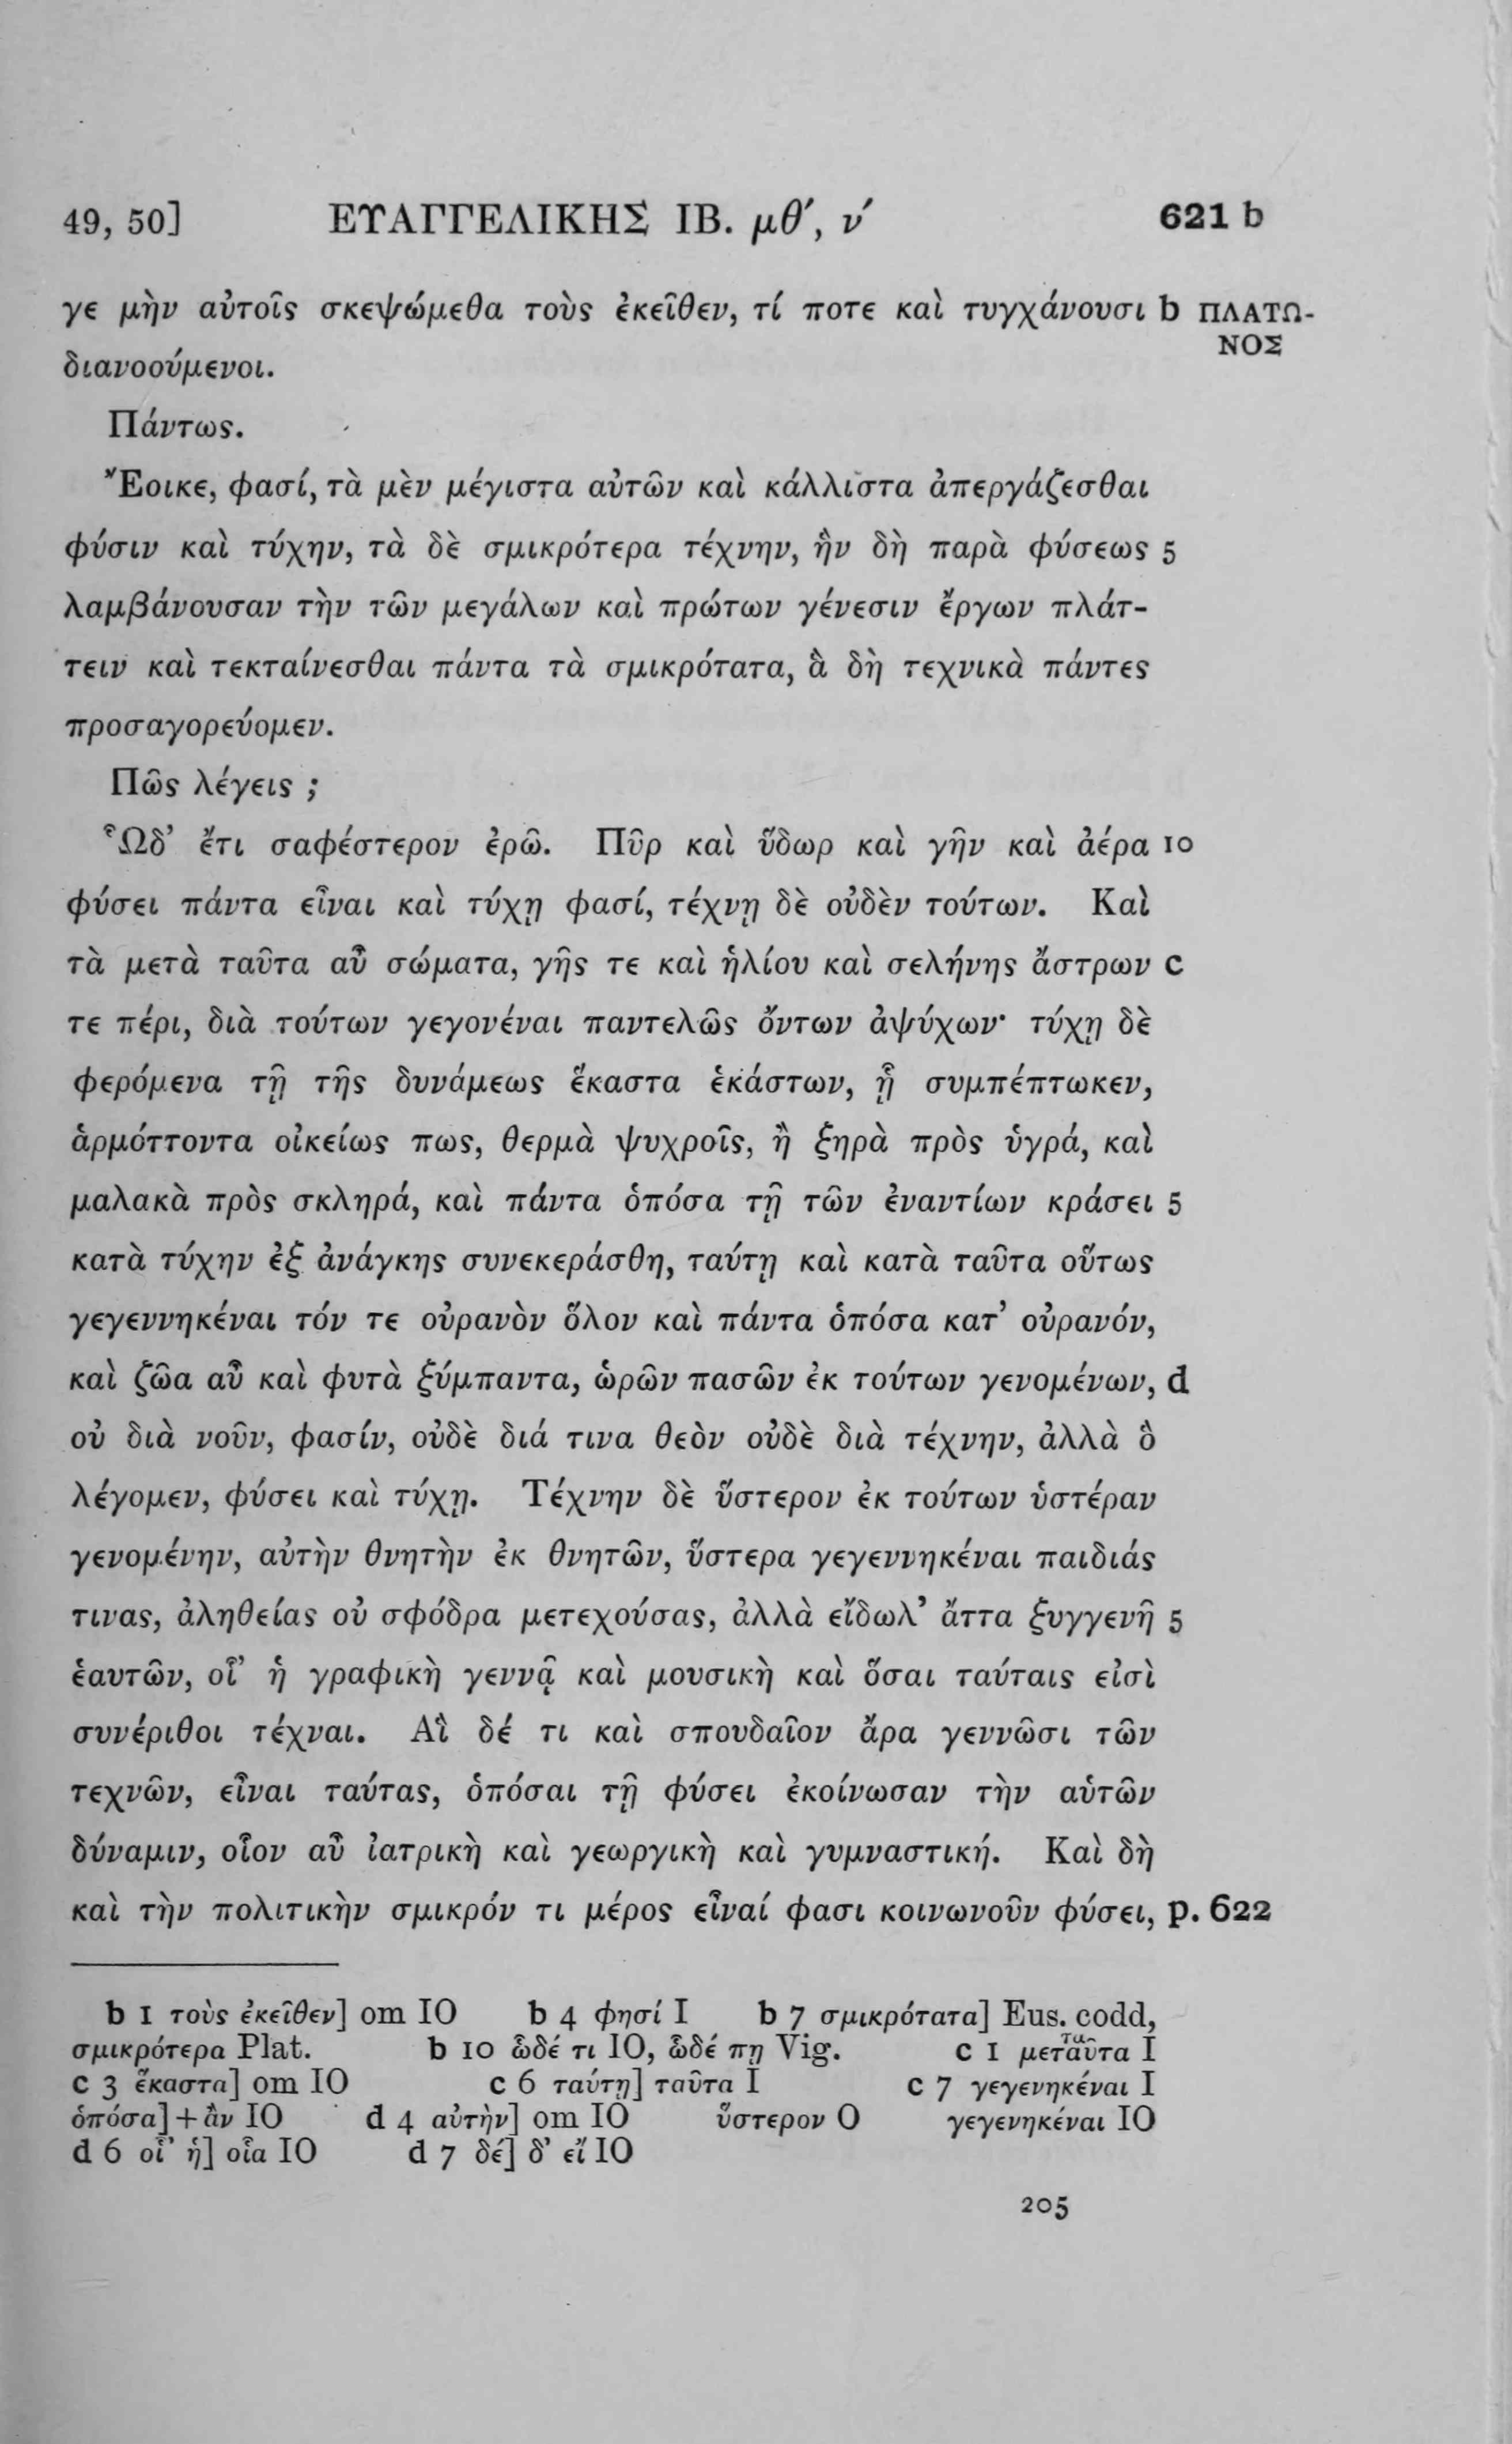 49, 50] ΕΥΑΓΓΕΛΙΚΗΣ ΙΒ. μθ´, ν´ 621 b
γε μὴν αὐτοῖς σκεψώμεθα τοὺς ἐκεῖθεν, τί ποτε καὶ τυγχάνουσι b ΠΛΑΤΩ-
ΝΟΣ
διανοούμενοι.
Πάντως.
Ἔοικε, φασί, τὰ μὲν μέγιστα αὐτῶν καὶ κάλλιστα ἀπεργάζεσθαι
φύσιν καὶ τύχην, τὰ δὲ σμικρότερα τέχνην, ἣν δὴ παρὰ φύσεως 5
λαμβάνουσαν τὴν τῶν μεγάλων καὶ πρώτων γένεσιν ἔργων πλάτ-
τειν καὶ τεκταίνεσθαι πάντα τὰ σμικρότατα, ἃ δὴ τεχνικὰ πάντες
προσαγορεύομεν.
Πῶς λέγεις ;
Ὧδ’ ἔτι σαφέστερον ἐρῶ. Πῦρ καὶ ὕδωρ καὶ γῆν καὶ ἀέρα 10
φύσει πάντα εἶναι καὶ τύχῃ φασί, τέχνῃ δὲ οὐδὲν τούτων. Καὶ
τὰ μετὰ ταῦτα αὖ σώματα, γῆς τε καὶ ἡλίου καὶ σελήνης ἄστρων c
τε πέρι, διὰ τούτων γεγονέναι παντελῶς ὄντων ἀψύχων· τύχῃ δὲ
φερόμενα τῇ τῆς δυνάμεως ἕκαστα ἑκάστων, ᾗ συμπέπτωκεν,
ἁρμόττοντα οἰκείως πως, θερμὰ ψυχροῖς, ἢ ξηρὰ πρὸς ὑγρά, καὶ
μαλακὰ πρὸς σκληρά, καὶ πάντα ὁπόσα τῇ τῶν ἐναντίων κράσει 5
κατὰ τύχην ἐξ ἀνάγκης συνεκεράσθη, ταύτῃ καὶ κατὰ ταῦτα οὕτως
γεγεννηκέναι τόν τε οὐρανὸν ὅλον καὶ πάντα ὁπόσα κατ’ οὐρανόν,
καὶ ζῶα αὖ καὶ φυτὰ ξύμπαντα, ὡρῶν πασῶν ἐκ τούτων γενομένων, d
οὐ διὰ νοῦν, φασίν, οὐδὲ διά τινα θεὸν οὐδὲ διὰ τέχνην, ἀλλὰ ὃ
λέγομεν, φύσει καὶ τύχῃ. Τέχνην δὲ ὕστερον ἐκ τούτων ὑστέραν
γενομένην, αὐτὴν θνητὴν ἐκ θνητῶν, ὕστερα γεγεννηκέναι παιδιάς
τινας, ἀληθείας οὐ σφόδρα μετεχούσας, ἀλλὰ εἴδωλ’ ἄττα ξυγγενῆ 5
ἑαυτῶν, οἷ’ ἡ γραφικὴ γεννᾷ καὶ μουσικὴ καὶ ὅσαι ταύταις εἰσὶ
συνέριθοι τέχναι. Αἳ δέ τι καὶ σπουδαῖον ἄρα γεννῶσι τῶν
τεχνῶν, εἶναι ταύτας, ὁπόσαι τῇ φύσει ἐκοίνωσαν τὴν αὑτῶν
δύναμιν, οἷον αὖ ἰατρικὴ καὶ γεωργικὴ καὶ γυμναστική. Καὶ δὴ
καὶ τὴν πολιτικὴν σμικρόν τι μέρος εἶναί φασι κοινωνοῦν φύσει, p. 622
b 1 τοὺς ἐκεῖθεν] om IO b 4 φησί I b 7 σμικρότατα] Eus. codd,
σμικρότερα Plat. b 10 ὧδέ τι IO, ὧδέ πῃ Vig. c 1 μετταῦτα I
c 3 ἕκαστα] om IO c 6 ταύτῃ] ταῦτα I c 7 γεγενηκέναι I
ὁπόσα] + ἂν IO d 4 αὐτὴν] om IO ὕστερον O γεγενηκέναι IO
d 6 οἷ’ ἡ] οἷα IO d 7 δέ] δ’ εἴ IO
205